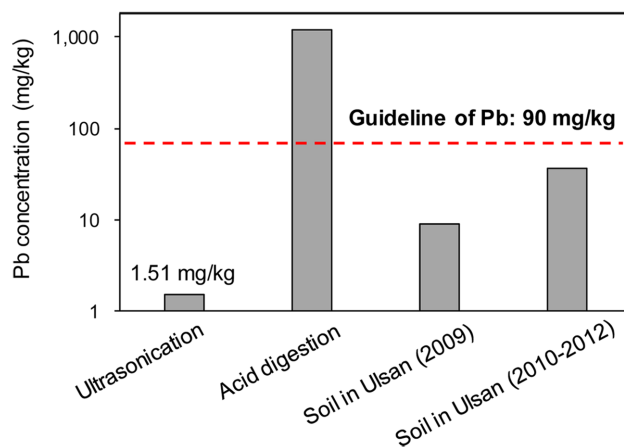 Pb concentration (mg/kg)
1,000
100
10
1
Guideline of Pb: 90 mg/kg
1.51 mg/kg
Ultrasonication
Acid digestion
Soil in Ulsan (2009)
Soil in Ulsan (2010-2012)